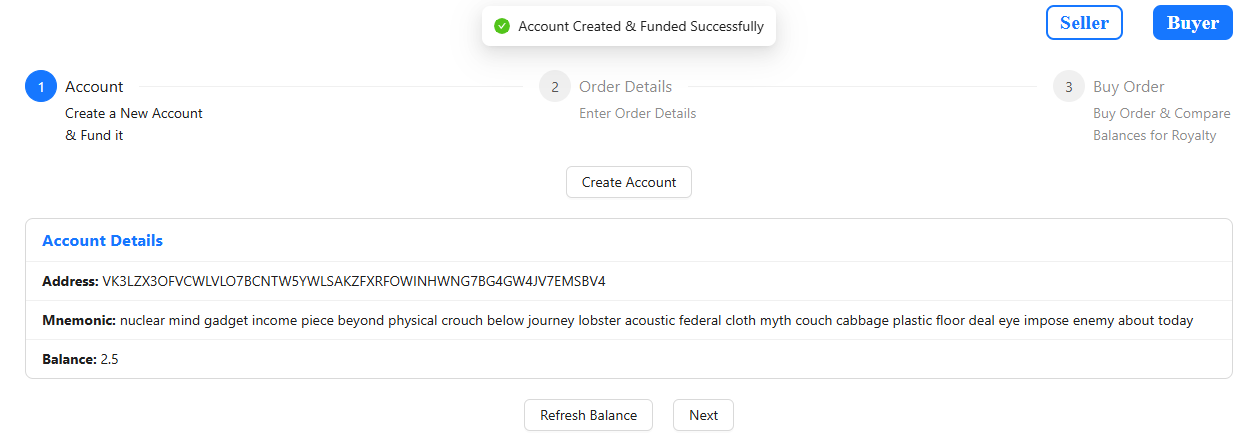 Account Created & Funded Successfully
Seller
Buyer
1
Account
Create a New Account
& Fund it
2
Order Details
Enter Order Details
3
Buy Order
Buy Order & Compare
Balances for Royalty
Create Account
Account Details
Address: VK3LZX3OFVCWLVLO7BCNTW5YWLSAKZFXRFOWINHWNG7BG4GW4JV7EMSBV4
Mnemonic: nuclear mind gadget income piece beyond physical crouch below journey lobster acoustic federal cloth myth couch cabbage plastic floor deal eye impose enemy about today
Balance: 2.5
Refresh Balance
Next